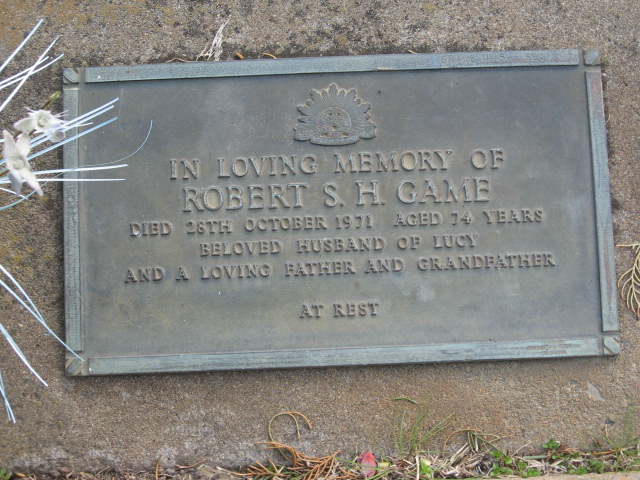 IN LOVING MEMORY OF
ROBERT S. H. GAME
DIED 28TH OCTOBER 1971 AGED 74 YEARS
BELOVED HUSBAND OF LUCY
AND A LOVING FATHER AND GRANDFATHER
AT REST